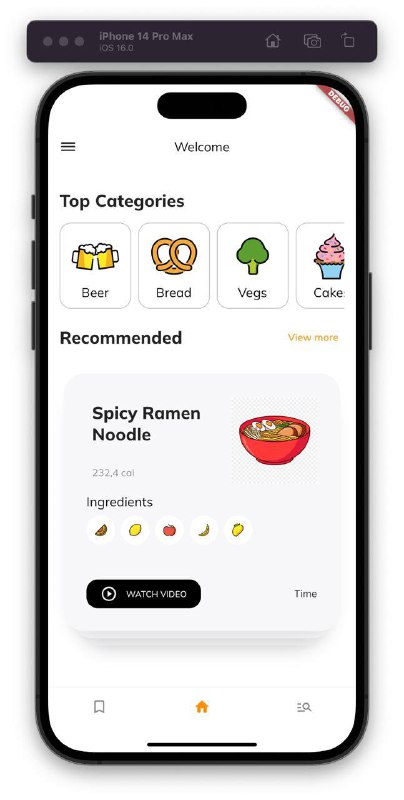 iPhone 14 Pro Max
iOS 16.0
DEBUG
Welcome
Top Categories
Beer
Bread
Vegs
Cake
Recommended
View more
Spicy Ramen
Noodle
232,4 cal
Ingredients
WATCH VIDEO
Time